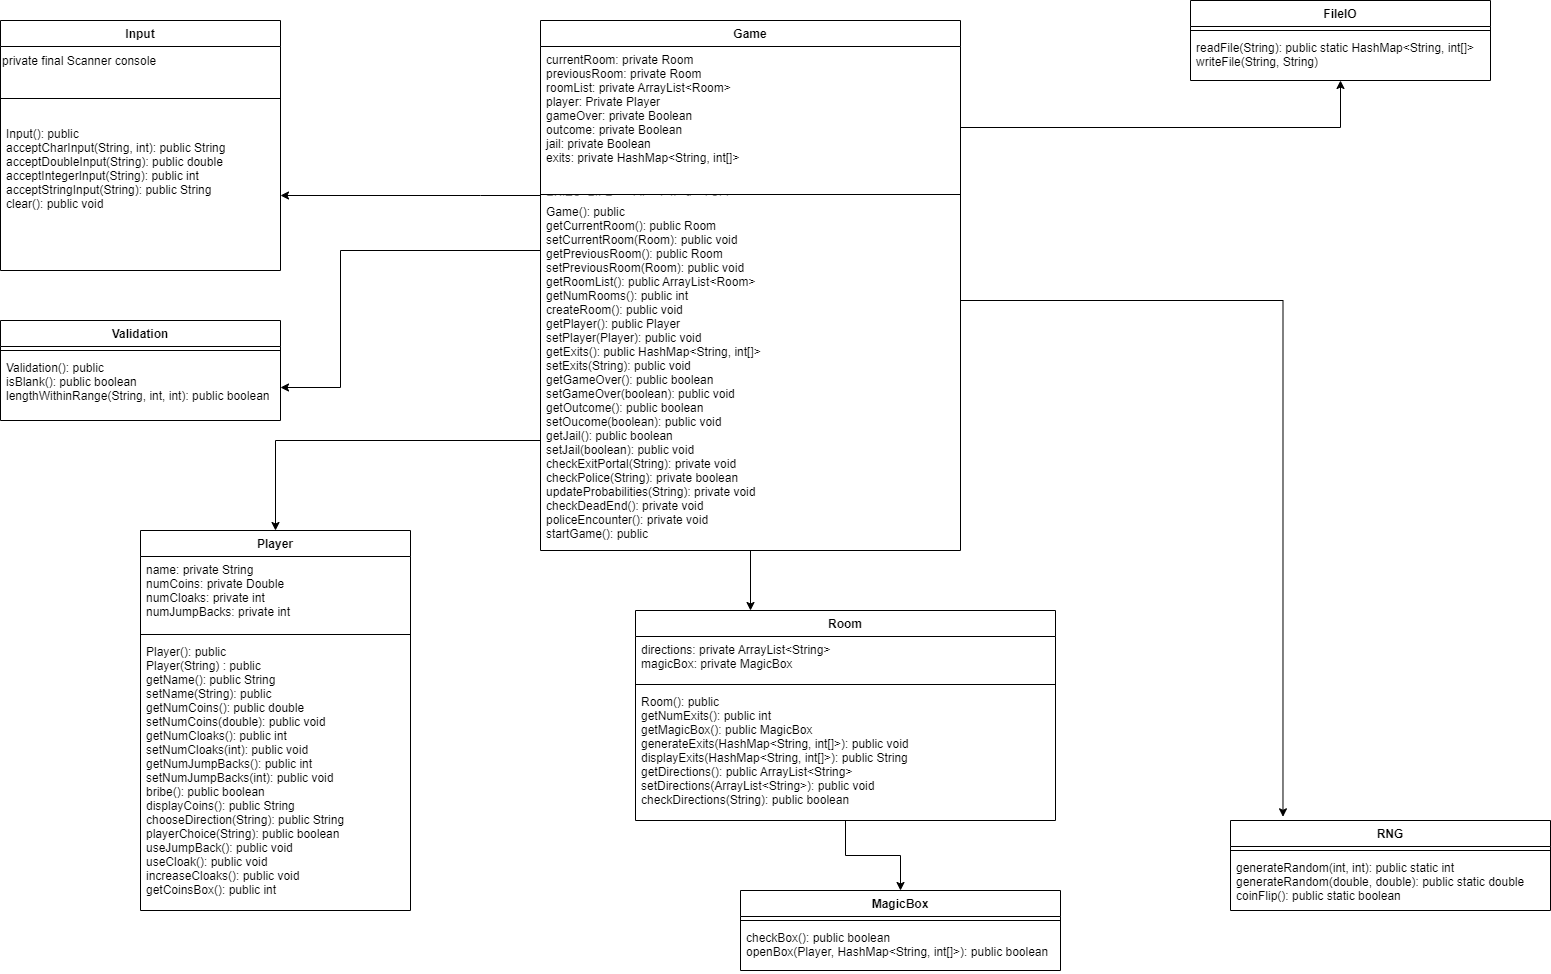 Input
private final Scanner console
Input(): public
acceptCharInput(String, int): public String
acceptDoubleInput(String): public double
acceptIntegerInput(String): public int
acceptStringInput(String): public String
clear(): public void
Game
currentRoom: private Room
previousRoom: private Room
roomList: private ArrayList<Room>
player: Private Player
gameOver: private Boolean
outcome: private Boolean
jail: private Boolean
exits: private HashMap<String, int[]>
Game(): public
getCurrentRoom(): public Room
setCurrentRoom(Room): public void
getPreviousRoom(): public Room
setPreviousRoom(Room): public void
getRoomList(): public ArrayList<Room>
getNumRooms(): public int
createRoom(): public void
getPlayer(): public Player
setPlayer(Player): public void
getExits(): public HashMap<String, int[]>
setExits(String): public void
getGameOver(): public boolean
setGameOver(boolean): public void
getOutcome(): public boolean
setOucome(boolean): public void
getJail(): public boolean
setJail(boolean): public void
checkExitPortal(String): private void
checkPolice(String): private boolean
updateProbabilities(String): private void
checkDeadEnd(): private void
policeEncounter(): private void
startGame(): public
FileIO
readFile(String): public static HashMap<String, int[]>
writeFile(String, String)
Validation
Validation(): public
isBlank(): public boolean
lengthWithinRange(String, int, int): public boolean
Player
name: private String
numCoins: private Double
numCloaks: private int
numJumpBacks: private int
Player(): public
Player(String) : public
getName(): public String
setName(String): public
getNumCoins(): public double
setNumCoins(double): public void
getNumCloaks(): public int
setNumCloaks(int): public void
getNumJumpBacks(): public int
setNumJumpBacks(int): public void
bribe(): public boolean
displayCoins(): public String
chooseDirection(String): public String
playerChoice(String): public boolean
useJumpBack(): public void
useCloak(): public void
increaseCloaks(): public void
getCoinsBox(): public int
Room
directions: private ArrayList<String>
magicBox: private MagicBox
Room(): public
getNumExits(): public int
getMagicBox(): public MagicBox
generateExits(HashMap<String, int[]>): public void
displayExits(HashMap<String, int[]>): public String
getDirections(): public ArrayList<String>
setDirections(ArrayList<String>): public void
checkDirections(String): public boolean
MagicBox
checkBox(): public boolean
openBox(Player, HashMap<String, int[]>): public boolean
RNG
generateRandom(int, int): public static int
generateRandom(double, double): public static double
coinFlip(): public static boolean